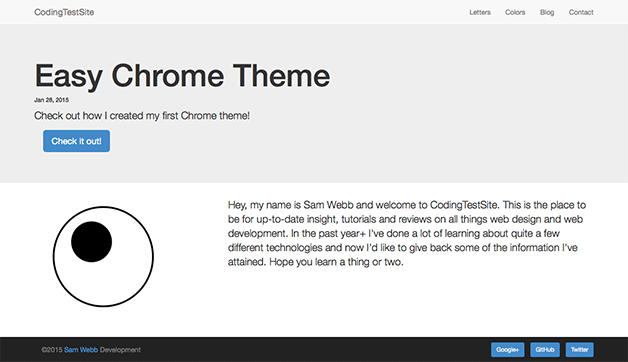 CodingTestSite
Letters Colors Blog Contact
Easy Chrome Theme
Jan 28, 2015
Check out how I created my first Chrome theme!
Check it out!
Hey, my name is Sam Webb and welcome to CodingTestSite. This is the place to
be for up-to-date insight, tutorials and reviews on all things web design and web
development. In the past year+ I've done a lot of learning about quite a few
different technologies and now I'd like to give back some of the information I've
attained. Hope you learn a thing or two.
©2015 Sam Webb Development
Google+ GitHub Twitter